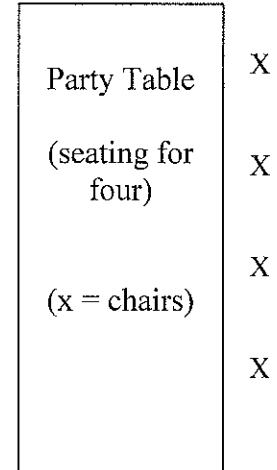 Party Table
X
(seating for
four)
X
X
(x = chairs)
X